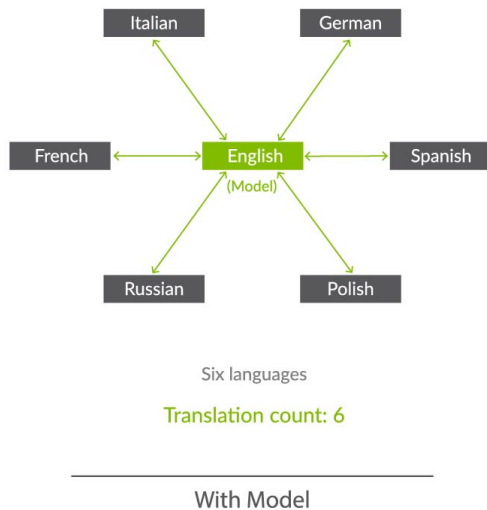 Italian
German
French
English
Spanish
(Model)
Russian
Polish
Six languages
Translation count: 6
With Model